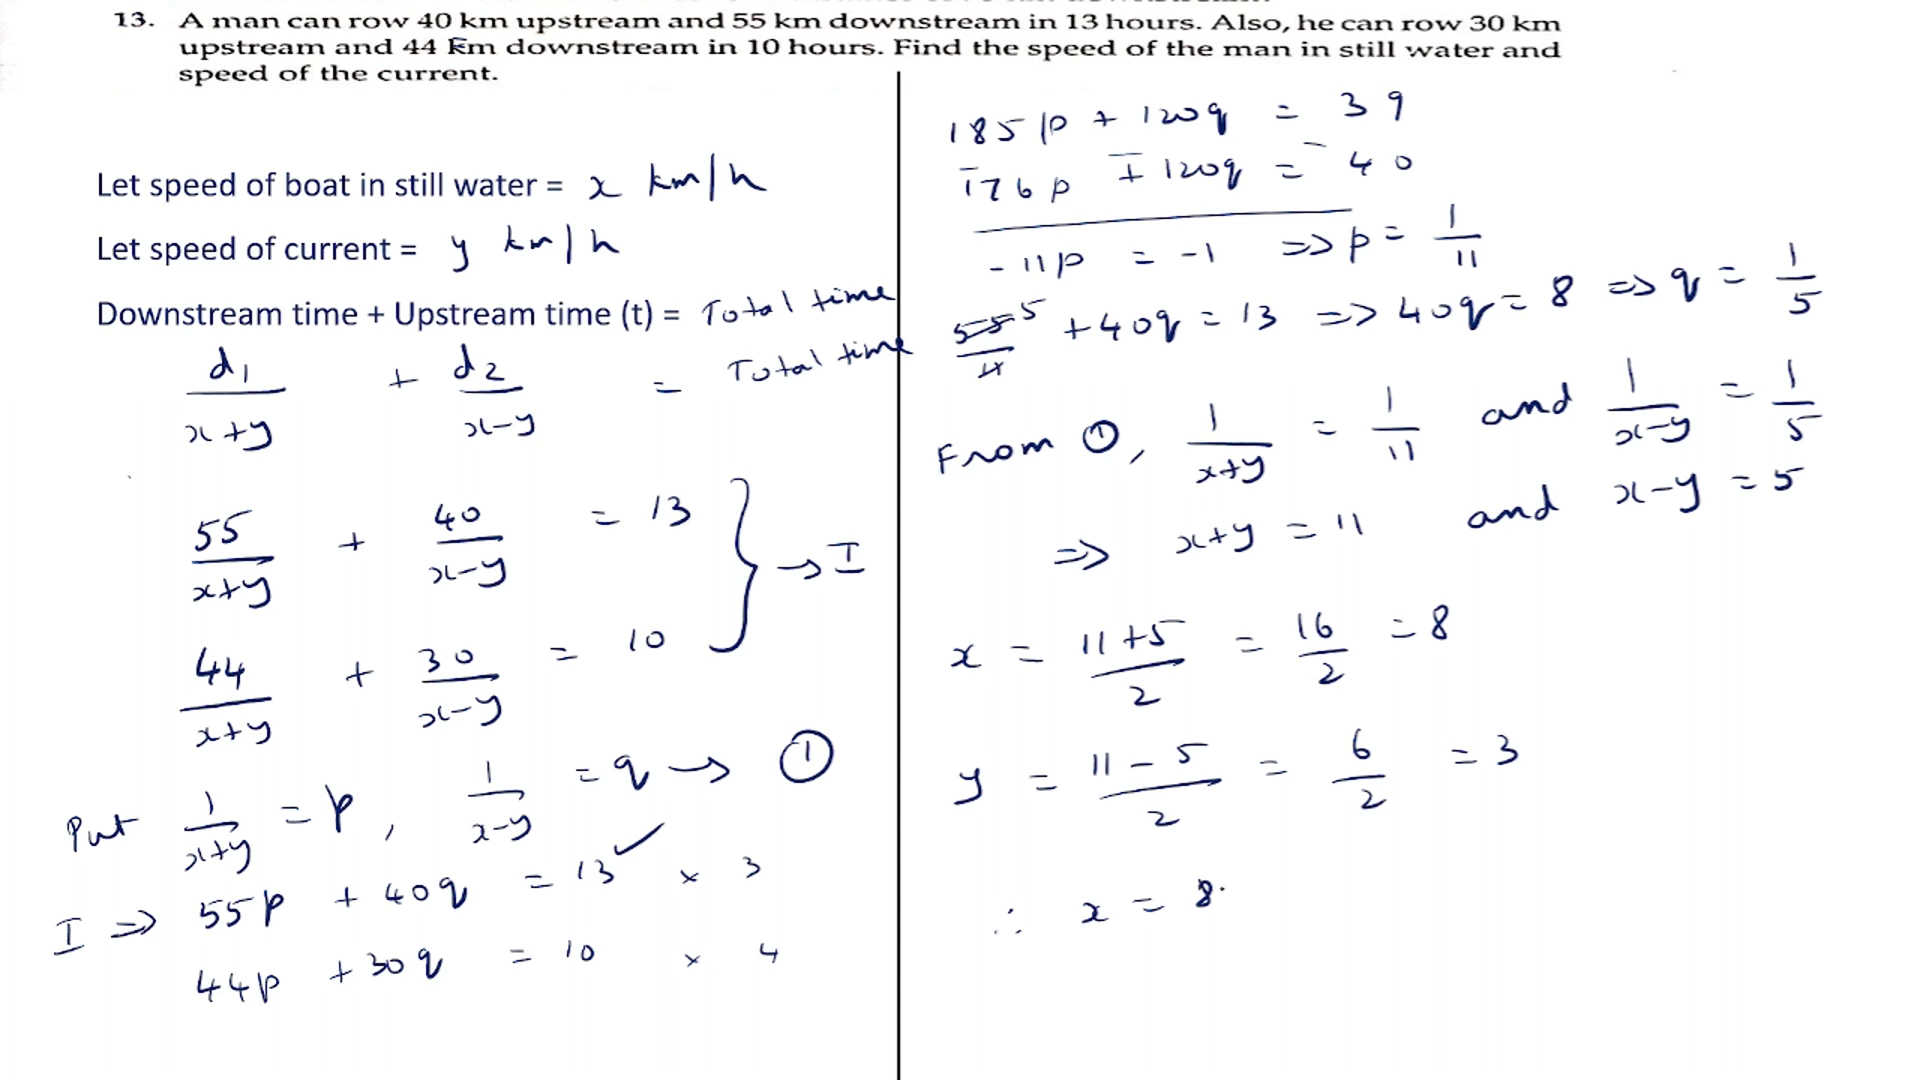 13. A man can row 40 km upstream and 55 km downstream in 13 hours. Also, he can row 30 km
upstream and 44 km downstream in 10 hours. Find the speed of the man in still water and
speed of the current.
Let speed of boat in still water = x km/h
Let speed of current = y km/h
Downstream time + Upstream time (t) = Total time
d1/(x+y) + d2/(x-y) = Total time
55/(x+y) + 40/(x-y) = 13
} → I
44/(x+y) + 30/(x-y) = 10
Put 1/(x+y) = p, 1/(x-y) = q → ①
I ⇒ 55p + 40q = 13 ✓ × 3
44p + 30q = 10 × 4
185p + 120q = 39
176p ∓ 120q = - 40
-11p = -1 ⇒ p = 1/11
55/11 5 + 40q = 13 ⇒ 40q = 8 ⇒ q = 1/5
From ①, 1/(x+y) = 1/11 and 1/(x-y) = 1/5
⇒ x+y = 11 and x-y = 5
x = (11+5)/2 = 16/2 = 8
y = (11-5)/2 = 6/2 = 3
∴ x = 8.